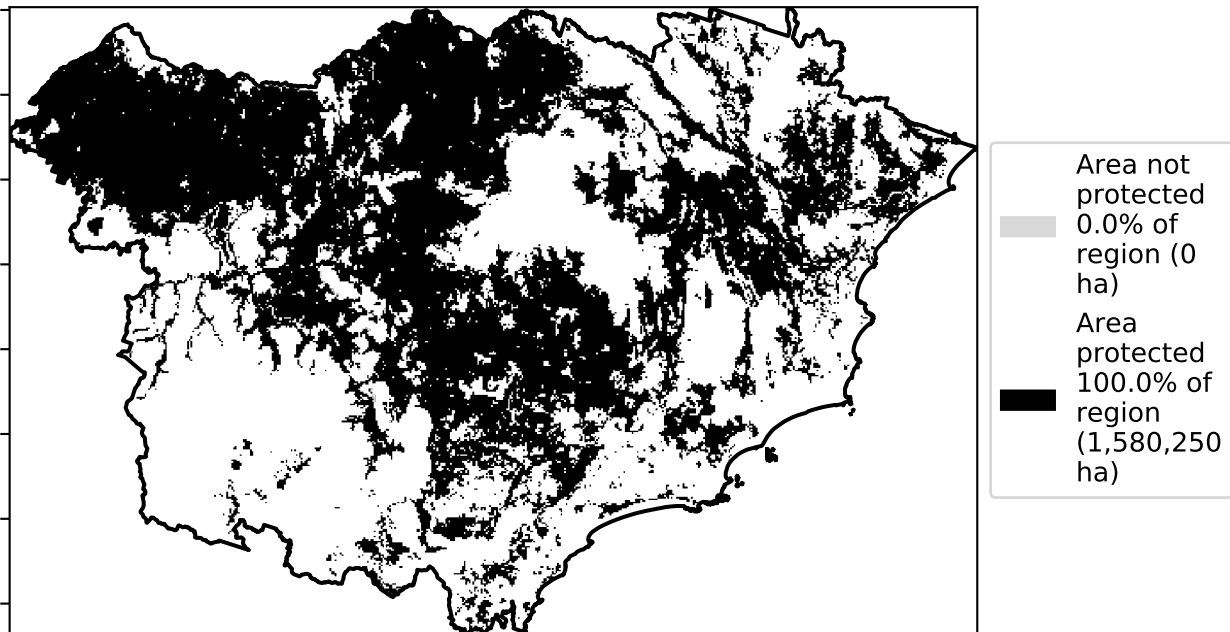 Area not
protected
0.0% of
region (0
ha)
Area
protected
100.0% of
region
(1,580,250
ha)